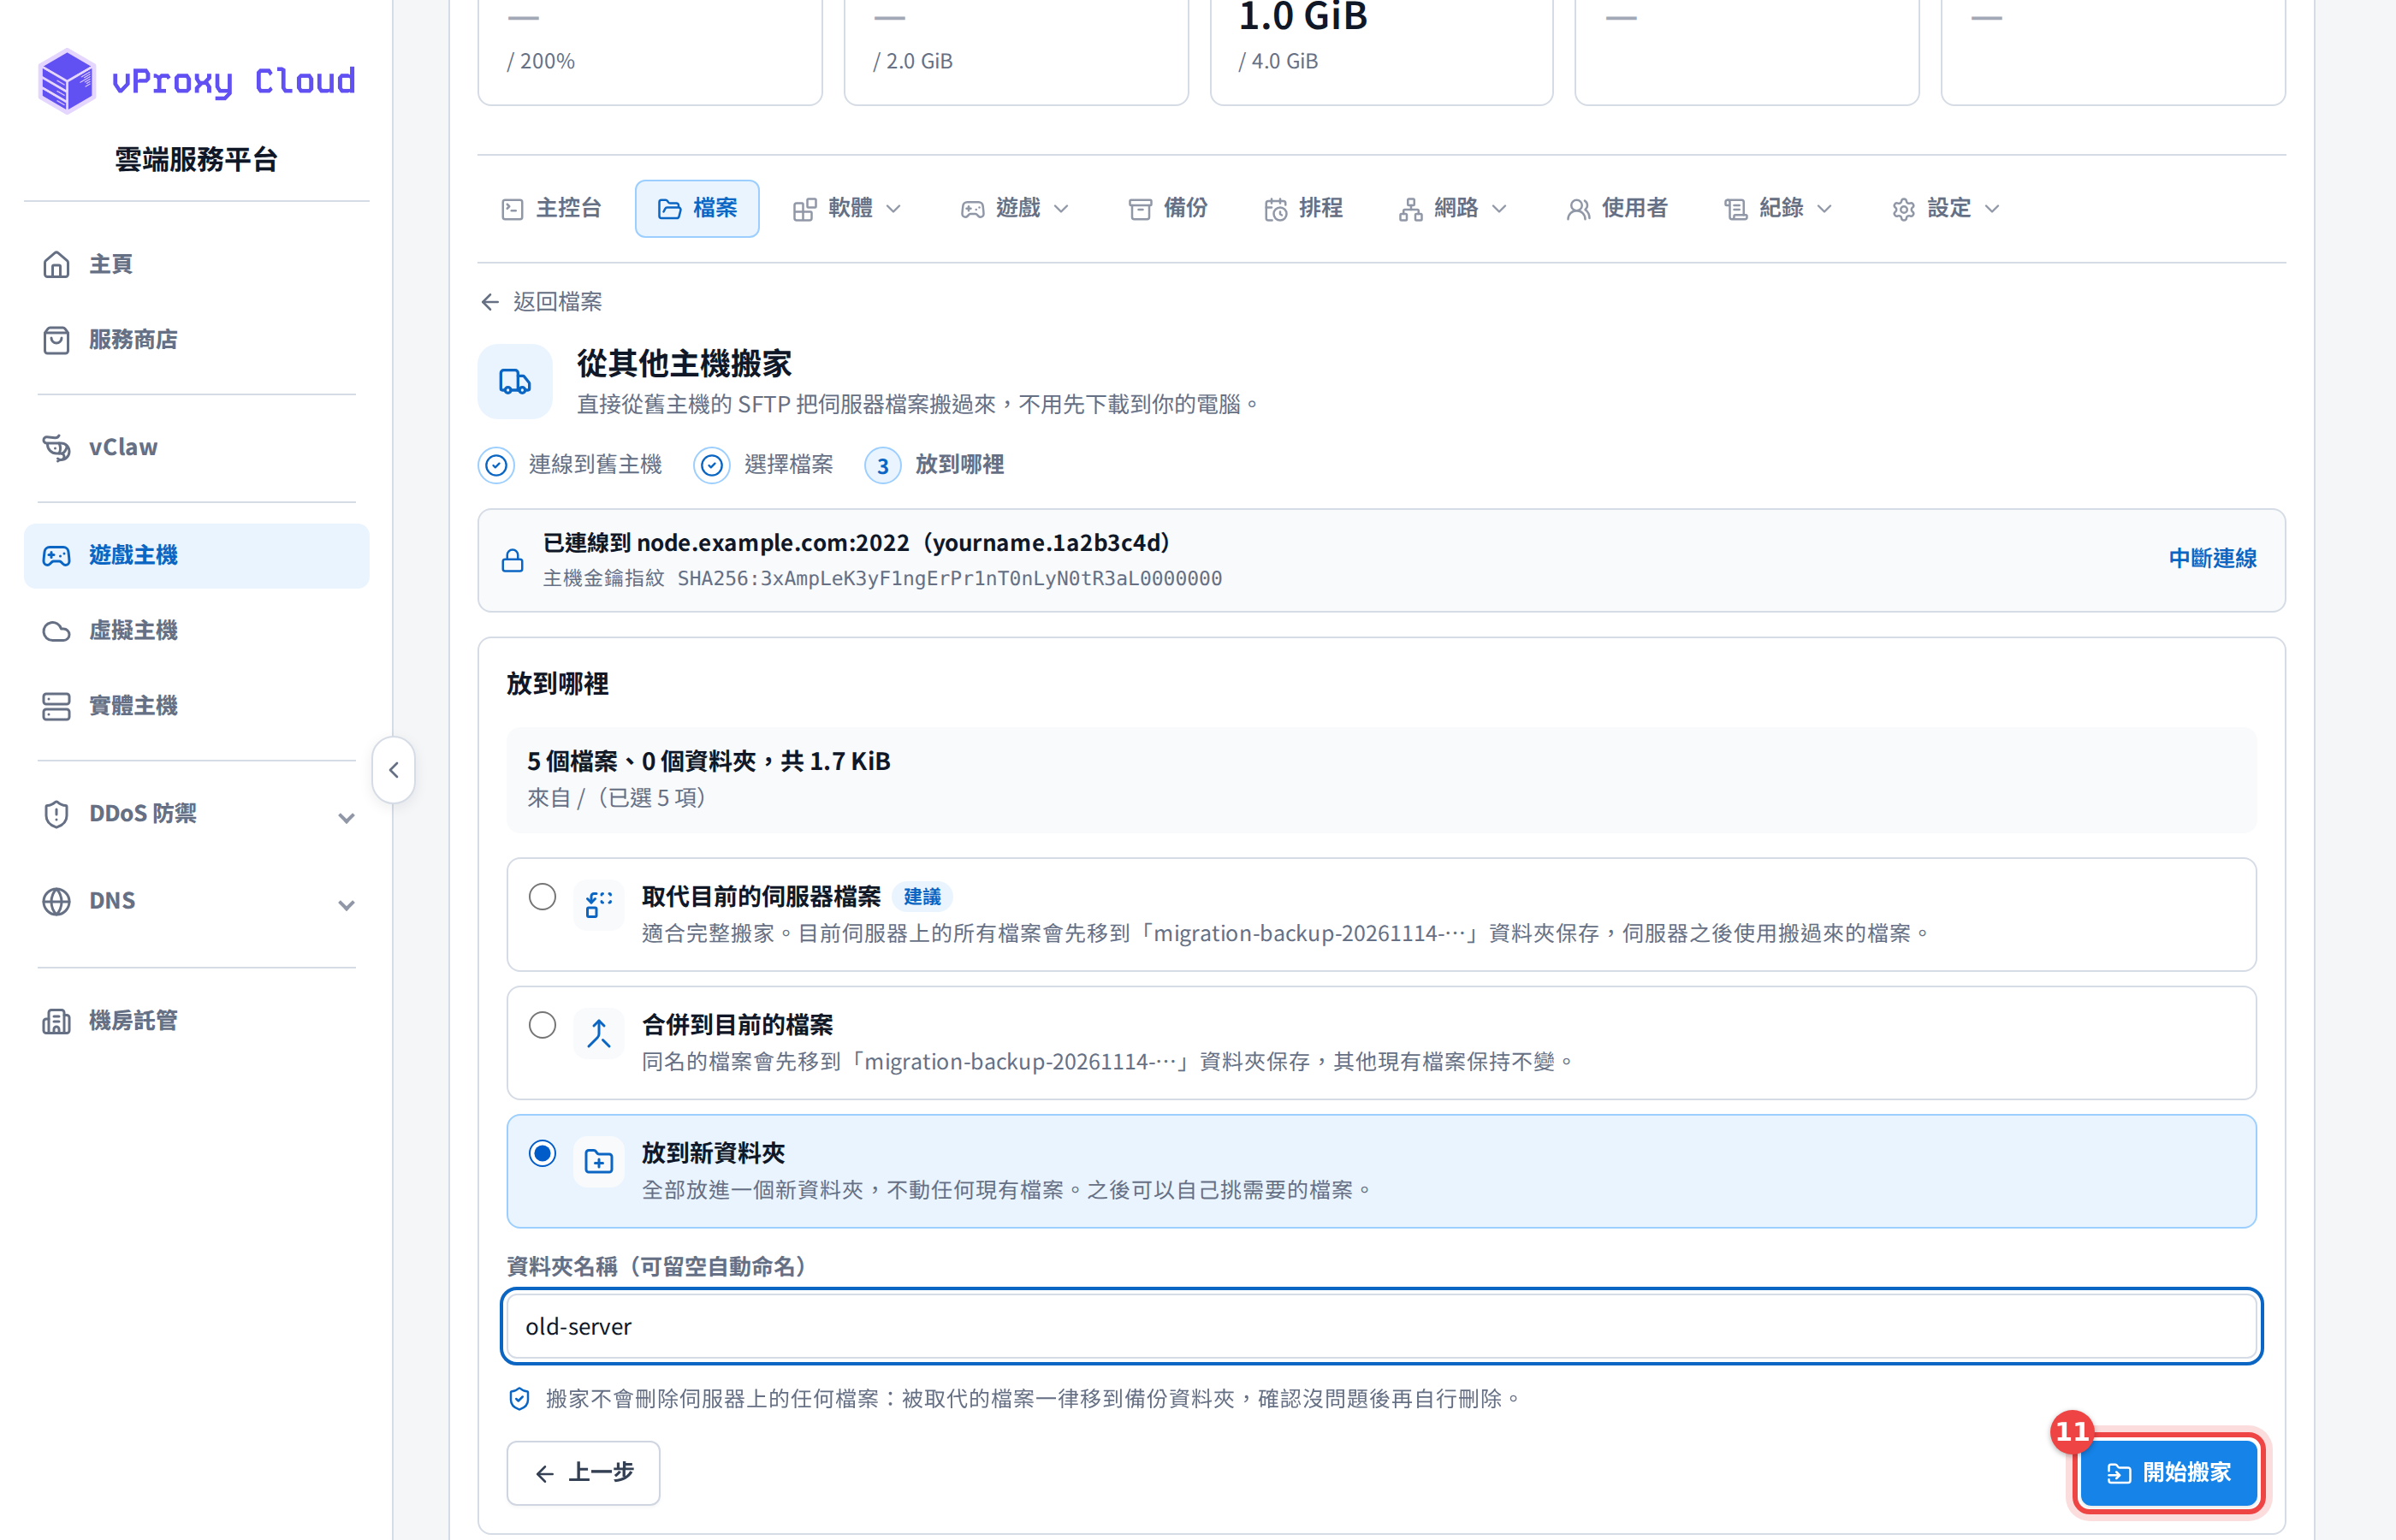 vProxy Cloud
雲端服務平台
主頁
服務商店
vClaw
遊戲主機
虛擬主機
實體主機
DDoS 防禦
DNS
機房託管
—
/ 200%
—
/ 2.0 GiB
1.0 GiB
/ 4.0 GiB
—
—
主控台
檔案
軟體
遊戲
備份
排程
網路
使用者
紀錄
設定
返回檔案
從其他主機搬家
直接從舊主機的 SFTP 把伺服器檔案搬過來，不用先下載到你的電腦。
連線到舊主機
選擇檔案
3 放到哪裡
已連線到 node.example.com:2022（yourname.1a2b3c4d）
主機金鑰指紋 SHA256:3xAmpLeK3yF1ngErPr1nT0nLyN0tR3aL0000000
中斷連線
放到哪裡
5 個檔案、0 個資料夾，共 1.7 KiB
來自 /（已選 5 項）
取代目前的伺服器檔案 建議
適合完整搬家。目前伺服器上的所有檔案會先移到「migration-backup-20261114-…」資料夾保存，伺服器之後使用搬過來的檔案。
合併到目前的檔案
同名的檔案會先移到「migration-backup-20261114-…」資料夾保存，其他現有檔案保持不變。
放到新資料夾
全部放進一個新資料夾，不動任何現有檔案。之後可以自己挑需要的檔案。
資料夾名稱（可留空自動命名）
old-server
搬家不會刪除伺服器上的任何檔案：被取代的檔案一律移到備份資料夾，確認沒問題後再自行刪除。
上一步
11
開始搬家